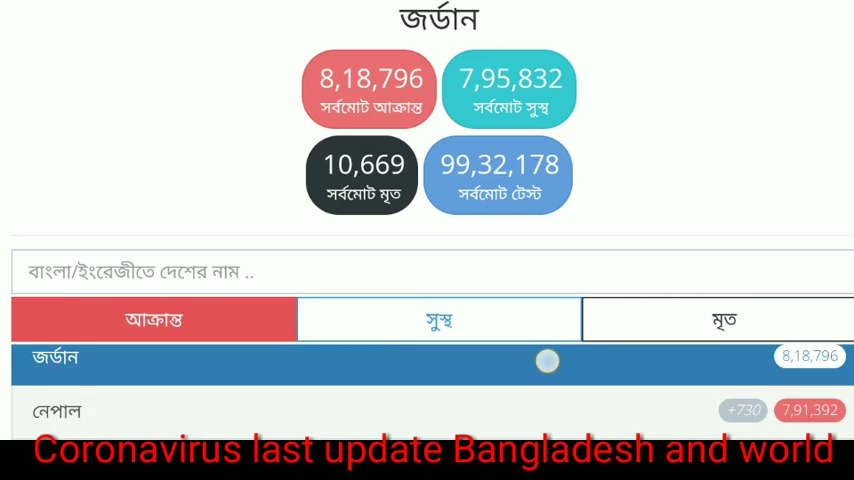 জর্ডান
8,18,796 7,95,832
সর্বমোট আক্রান্ত সর্বমোট সুস্থ
10,669 99,32,178
সর্বমোট মৃত সর্বমোট টেস্ট
বাংলা/ইংরেজীতে দেশের নাম ..
আক্রান্ত সুস্থ মৃত
জর্ডান 8,18,796
নেপাল +730 7,91,392
Coronavirus last update Bangladesh and world